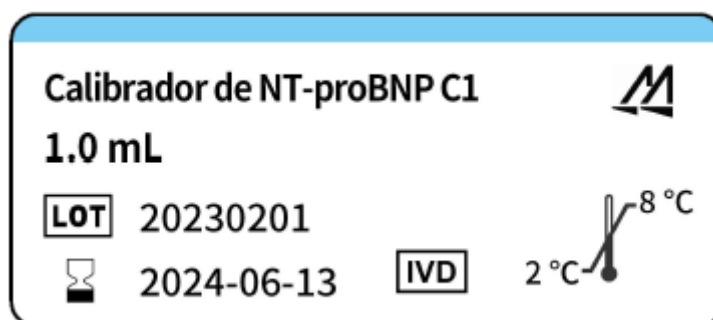 Calibrador de NT-proBNP C1
1.0 mL
LOT 20230201
8 °C
2024-06-13 IVD 2 °C